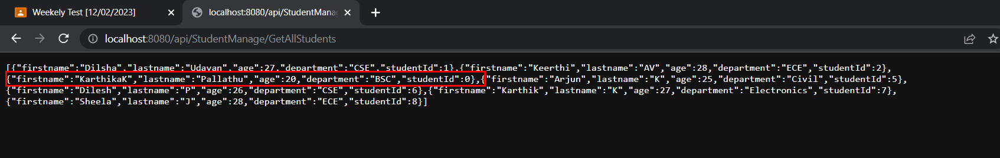 Weekely Test [12/02/2023]
localhost:8080/api/StudentMana
localhost:8080/api/StudentManage/GetAllStudents
[{"firstname":"Dilsha","lastname":"Udayan","age":27,"department":"CSE","studentId":1},{"firstname":"Keerthi","lastname":"AV","age":28,"department":"ECE","studentId":2},
{"firstname":"KarthikaK","lastname":"Pallathu","age":20,"department":"BSC","studentId":0},{"firstname":"Arjun","lastname":"K","age":25,"department":"Civil","studentId":5},
{"firstname":"Dilesh","lastname":"P","age":26,"department":"CSE","studentId":6},{"firstname":"Karthik","lastname":"K","age":27,"department":"Electronics","studentId":7},
{"firstname":"Sheela","lastname":"J","age":28,"department":"ECE","studentId":8}]